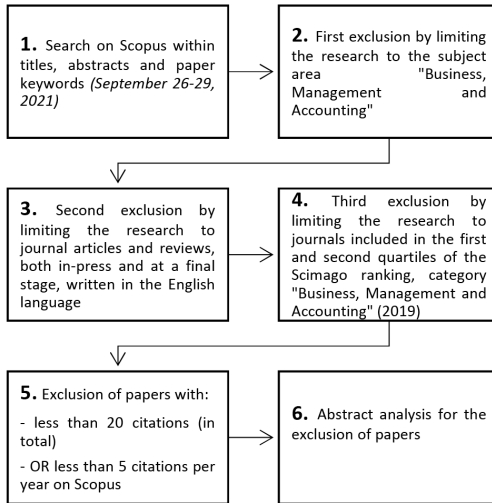 1. Search on Scopus within
titles, abstracts and paper
keywords (September 26-29,
2021)
2. First exclusion by limiting
the research to the subject
area "Business,
Management and
Accounting"
3. Second exclusion by
limiting the research to
journal articles and reviews,
both in-press and at a final
stage, written in the English
language
4. Third exclusion by
limiting the research to
journals included in the first
and second quartiles of the
Scimago ranking, category
"Business, Management and
Accounting" (2019)
5. Exclusion of papers with:
- less than 20 citations (in
total)
- OR less than 5 citations per
year on Scopus
6. Abstract analysis for the
exclusion of papers